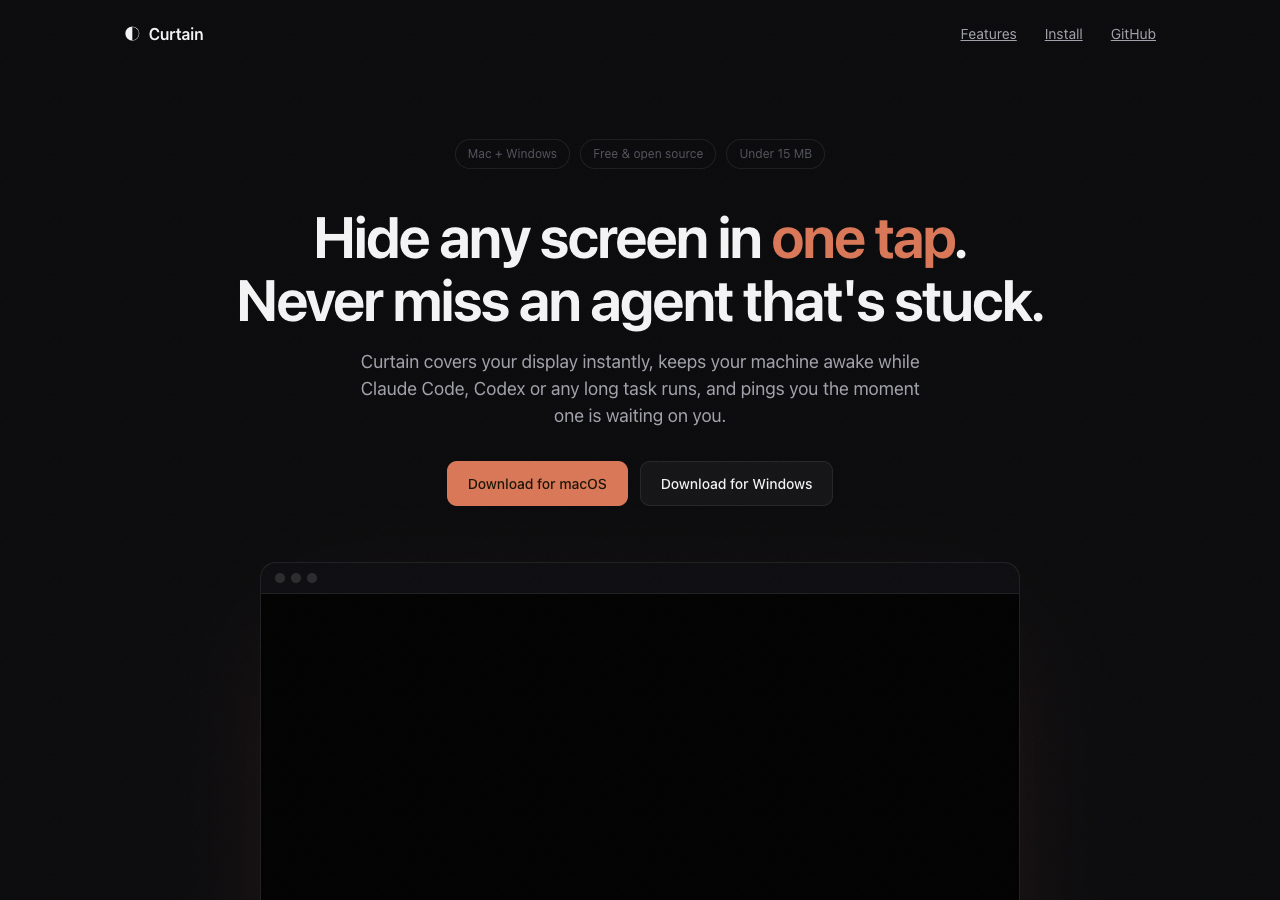 Curtain
Features
Install
GitHub
Mac + Windows
Free & open source
Under 15 MB
Hide any screen in one tap.
Never miss an agent that's stuck.
Curtain covers your display instantly, keeps your machine awake while
Claude Code, Codex or any long task runs, and pings you the moment
one is waiting on you.
Download for macOS
Download for Windows